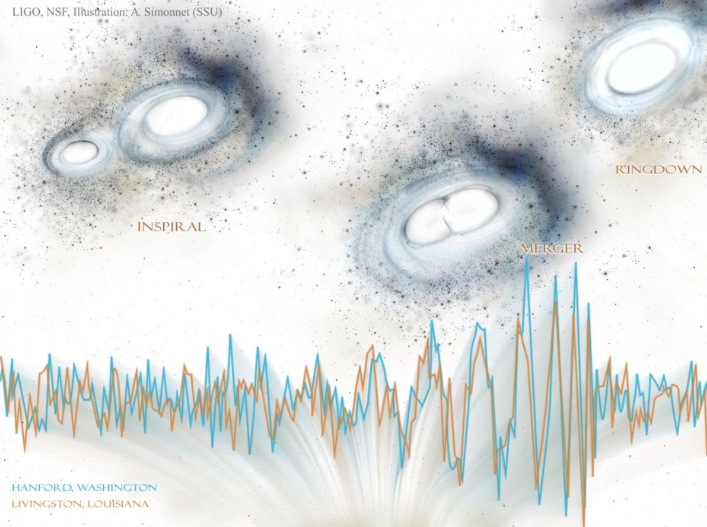 LIGO, NSF, Illustration: A. Simonnet (SSU)
RINGDOWN
INSPIRAL
MERGER
HANFORD, WASHINGTON
LIVINGSTON, LOUISIANA